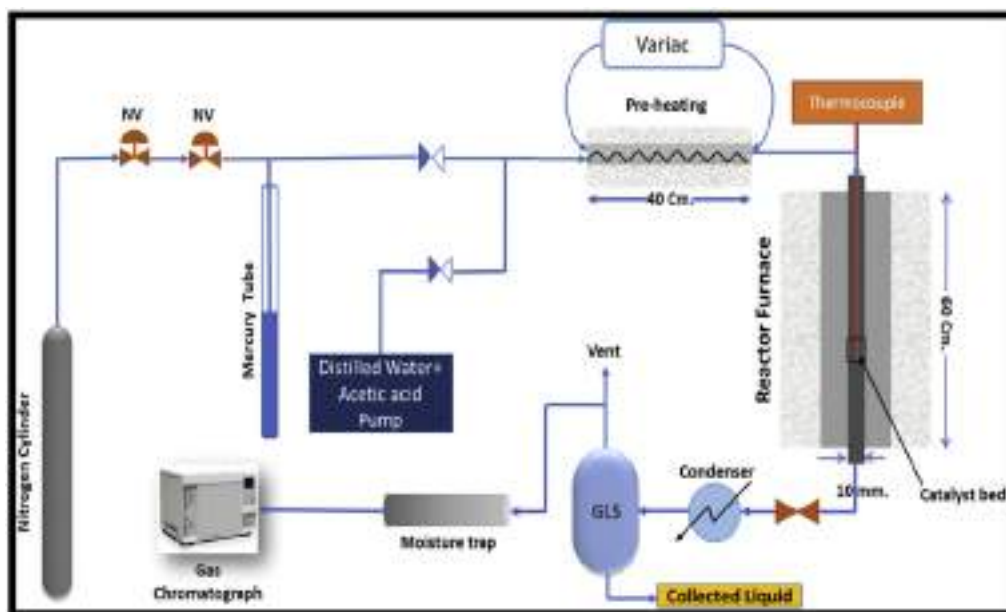 Variac
NV
NV
Pre-heating
Thermocouple
40 Cm.
Mercury Tube
Reactor Furnace
60 Cm.
Distilled Water+
Acetic acid
Pump
Vent
Nitrogen Cylinder
Condenser
GLS
10 mm.
Catalyst bed
Moisture trap
Gas
Chromatograph
Collected Liquid